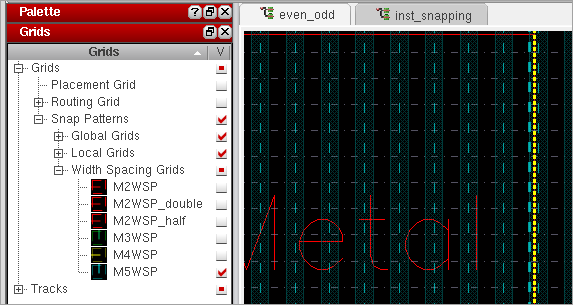 Palette
Grids
Grids V
Grids
Placement Grid
Routing Grid
Snap Patterns
Global Grids
Local Grids
Width Spacing Grids
M2WSP
M2WSP_double
M2WSP_half
M3WSP
M4WSP
M5WSP
Tracks
even_odd
inst_snapping
Metal